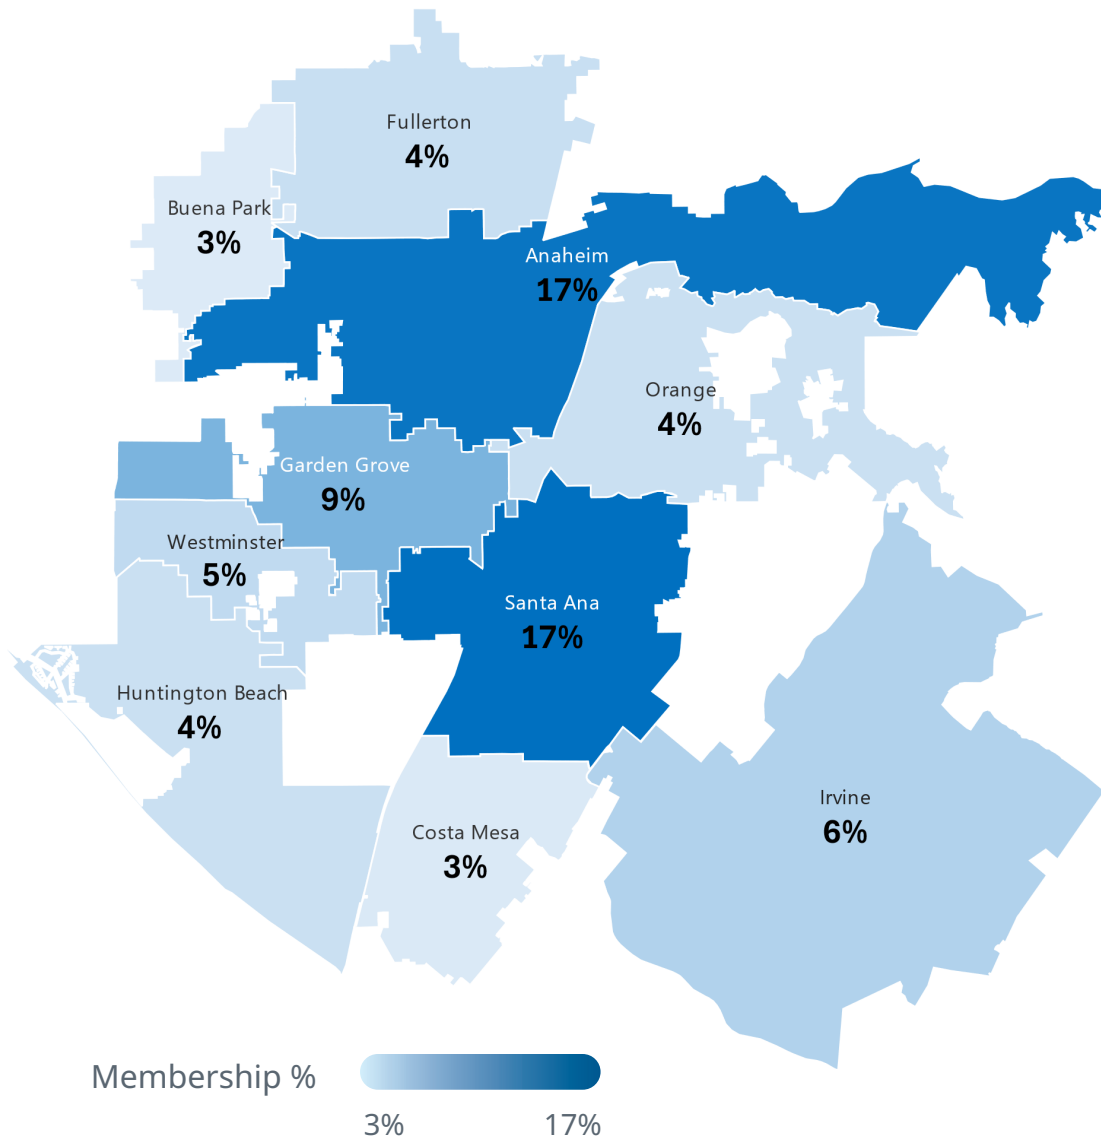 Fullerton
4%
Buena Park
3%
Anaheim
17%
Orange
4%
Garden Grove
9%
Westminster
5%
Santa Ana
17%
Huntington Beach
4%
Irvine
6%
Costa Mesa
3%
Membership %
3% 17%